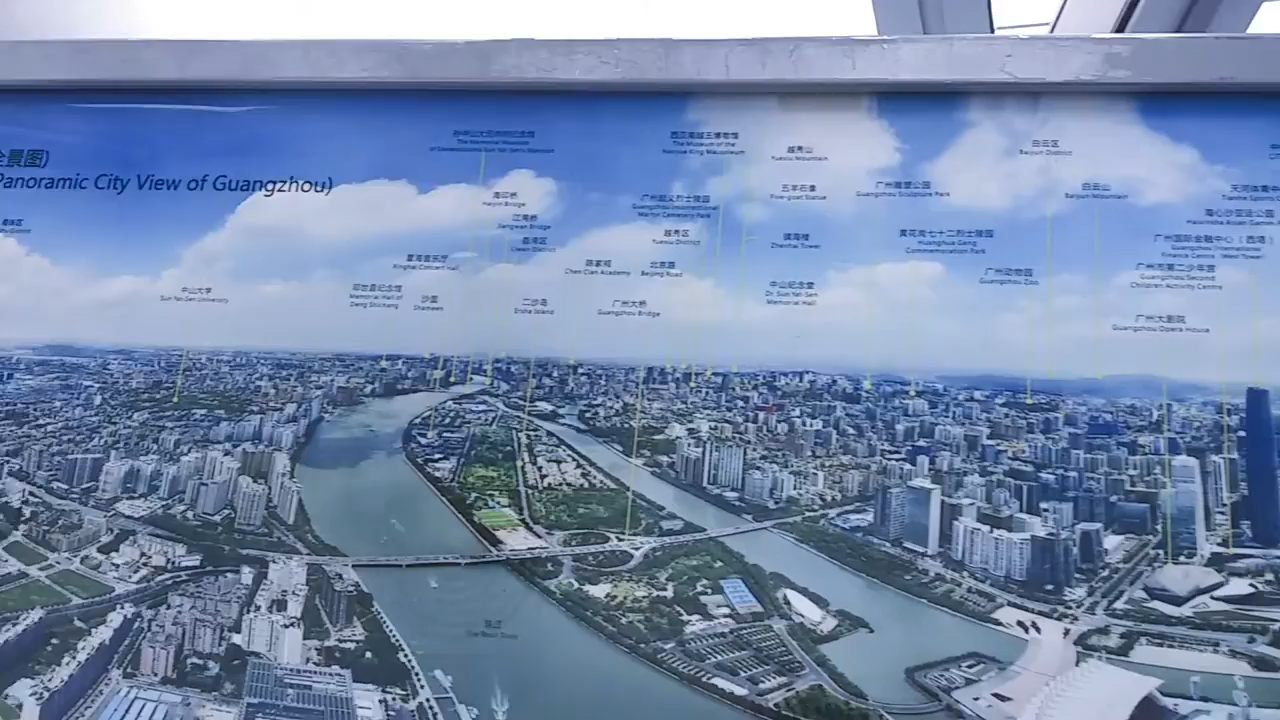 全景图)
Panoramic City View of Guangzhou)
海珠区
中山大学
Sun Yat-Sen University
孙中山大元帅府纪念馆
The Memorial Museum
of Generalissimo Sun Yat-Sen's Mansion
海印桥
Haiyin Bridge
江湾桥
Jiangwan Bridge
荔湾区
Liwan District
星海音乐厅
Xinghai Concert hall
邓世昌纪念馆
Memorial Hall of
Deng Shichang
沙面
Shameen
二沙岛
Ersha Island
陈家祠
Chen Clan Academy
西汉南越王博物馆
The Museum of the
Nanyue King Mausoleum
广州起义烈士陵园
Guangzhou Insurrectional
Martyr Cemetery Park
越秀区
Yuexiu District
北京路
Beijing Road
广州大桥
Guangzhou Bridge
越秀山
Yuexiu Mountain
五羊石像
Five-goat Statue
镇海楼
Zhenhai Tower
中山纪念堂
Dr. Sun Yat-Sen
Memorial Hall
广州雕塑公园
Guangzhou Sculpture Park
黄花岗七十二烈士陵园
Huanghua Gang
Commemoration Park
广州动物园
Guangzhou Zoo
白云区
Baiyun District
白云山
Baiyun Mountain
天河体育中
Tianhe Sports
海心沙亚运公园
Haixinsha Asian Games
广州国际金融中心（西塔）
Guangzhou International
Finance Centre "West Tower"
广州市第二少年宫
Guangzhou Second
Children Activity Centre
广州大剧院
Guangzhou Opera House
珠江
The Pearl River